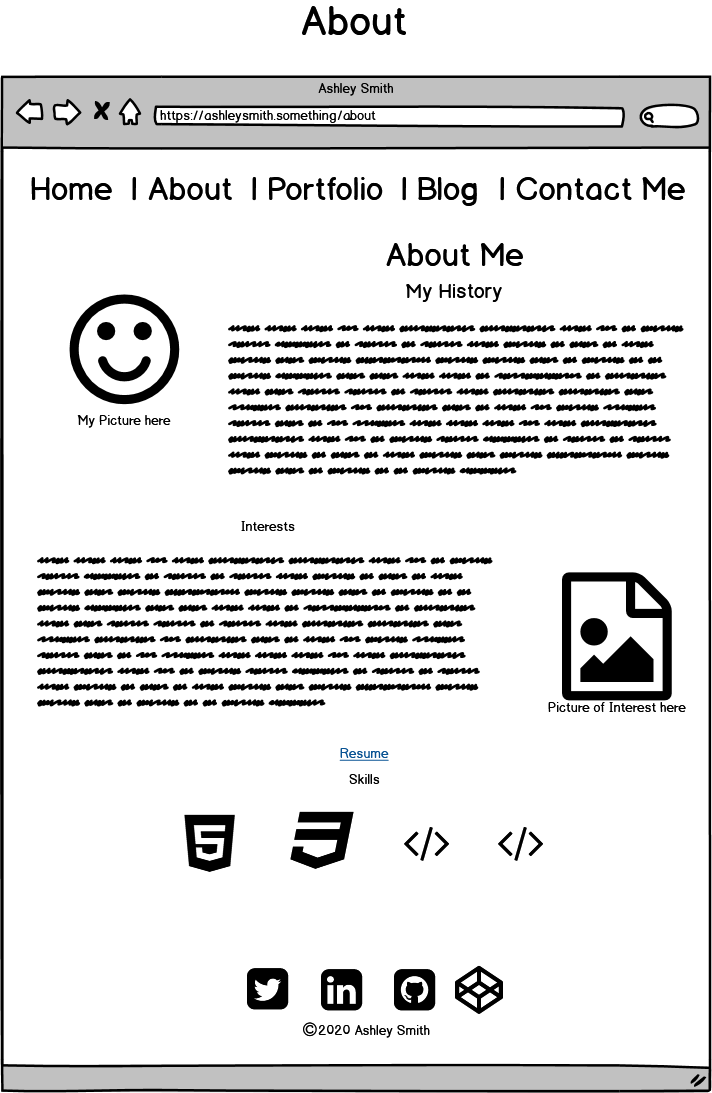 About
Ashley Smith
https://ashleysmith.something/about
Home | About | Portfolio | Blog | Contact Me
About Me
My History
My Picture here
Interests
Picture of Interest here
Resume
Skills
©2020 Ashley Smith